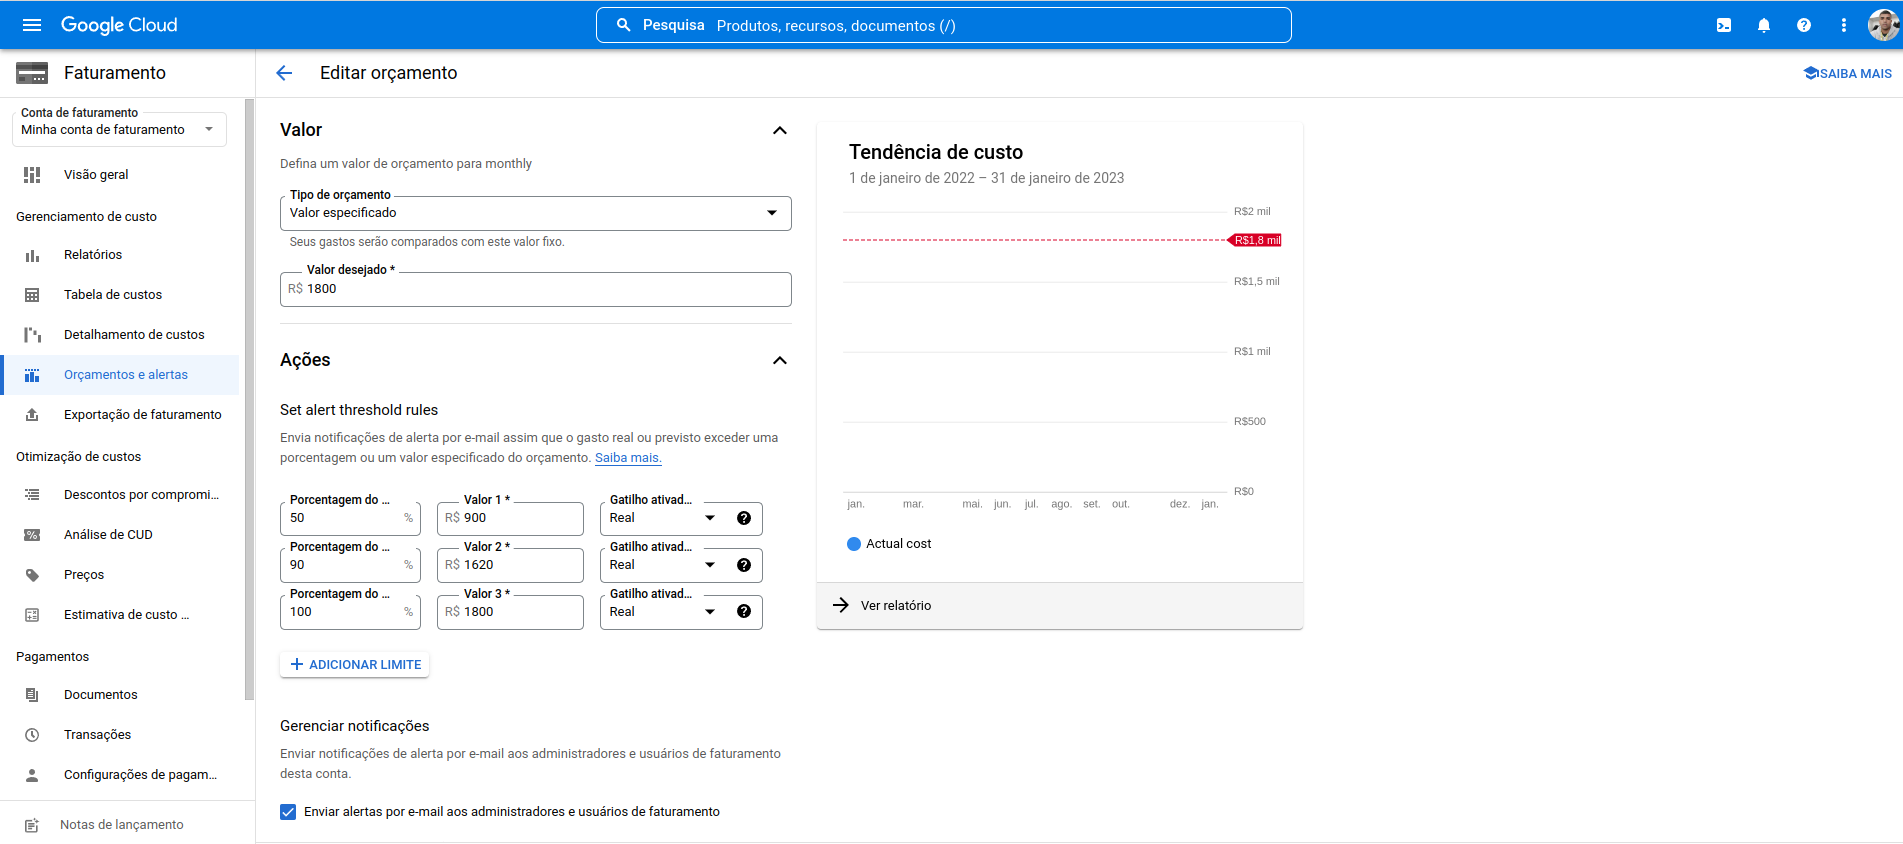 Google Cloud
Pesquisa Produtos, recursos, documentos (/)
Faturamento
Editar orçamento
SAIBA MAIS
Conta de faturamento
Minha conta de faturamento
Visão geral
Gerenciamento de custo
Relatórios
Tabela de custos
Detalhamento de custos
Orçamentos e alertas
Exportação de faturamento
Otimização de custos
Descontos por compromi...
Análise de CUD
Preços
Estimativa de custo ...
Pagamentos
Documentos
Transações
Configurações de pagam...
Notas de lançamento
Valor
Defina um valor de orçamento para monthly
Tipo de orçamento
Valor especificado
Seus gastos serão comparados com este valor fixo.
Valor desejado *
R$ 1800
Ações
Set alert threshold rules
Envia notificações de alerta por e-mail assim que o gasto real ou previsto exceder uma
porcentagem ou um valor especificado do orçamento. Saiba mais.
Porcentagem do ... Valor 1 * Gatilho ativad...
50 % R$ 900 Real
Porcentagem do ... Valor 2 * Gatilho ativad...
90 % R$ 1620 Real
Porcentagem do ... Valor 3 * Gatilho ativad...
100 % R$ 1800 Real
ADICIONAR LIMITE
Gerenciar notificações
Enviar notificações de alerta por e-mail aos administradores e usuários de faturamento
desta conta.
Enviar alertas por e-mail aos administradores e usuários de faturamento
Tendência de custo
1 de janeiro de 2022 – 31 de janeiro de 2023
R$2 mil
R$1,8 mil
R$1,5 mil
R$1 mil
R$500
R$0
jan. mar. mai. jun. jul. ago. set. out. dez. jan.
Actual cost
Ver relatório